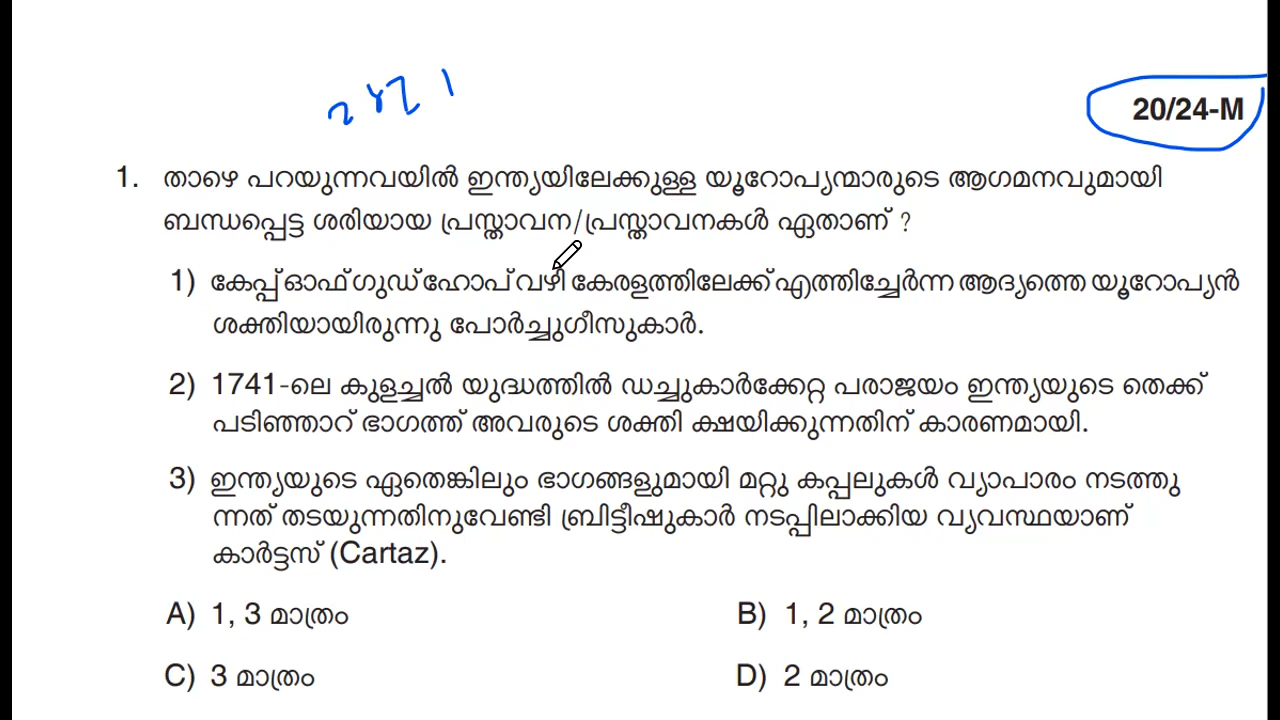 20/24-M
1. താഴെ പറയുന്നവയിൽ ഇന്ത്യയിലേക്കുള്ള യൂറോപ്യന്മാരുടെ ആഗമനവുമായി
ബന്ധപ്പെട്ട ശരിയായ പ്രസ്താവന/പ്രസ്താവനകൾ ഏതാണ് ?
1) കേപ്പ് ഓഫ് ഗുഡ് ഹോപ് വഴി കേരളത്തിലേക്ക് എത്തിച്ചേർന്ന ആദ്യത്തെ യൂറോപ്യൻ
ശക്തിയായിരുന്നു പോർച്ചുഗീസുകാർ.
2) 1741-ലെ കുളച്ചൽ യുദ്ധത്തിൽ ഡച്ചുകാർക്കേറ്റ പരാജയം ഇന്ത്യയുടെ തെക്ക്
പടിഞ്ഞാറ് ഭാഗത്ത് അവരുടെ ശക്തി ക്ഷയിക്കുന്നതിന് കാരണമായി.
3) ഇന്ത്യയുടെ ഏതെങ്കിലും ഭാഗങ്ങളുമായി മറ്റു കപ്പലുകൾ വ്യാപാരം നടത്തു
ന്നത് തടയുന്നതിനുവേണ്ടി ബ്രിട്ടീഷുകാർ നടപ്പിലാക്കിയ വ്യവസ്ഥയാണ്
കാർട്ടസ് (Cartaz).
A) 1, 3 മാത്രം B) 1, 2 മാത്രം
C) 3 മാത്രം D) 2 മാത്രം